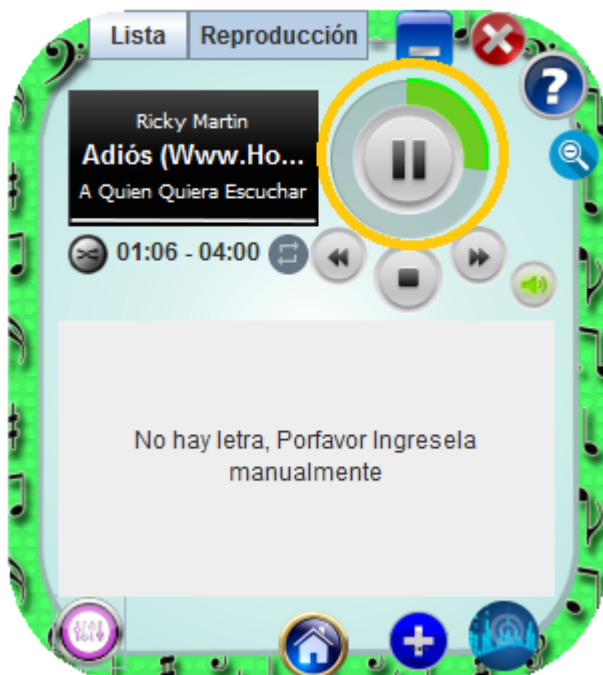 Lista
Reproducción
?
Ricky Martin
Adiós (Www.Ho...
A Quien Quiera Escuchar
01:06 - 04:00
No hay letra, Porfavor Ingresela
manualmente